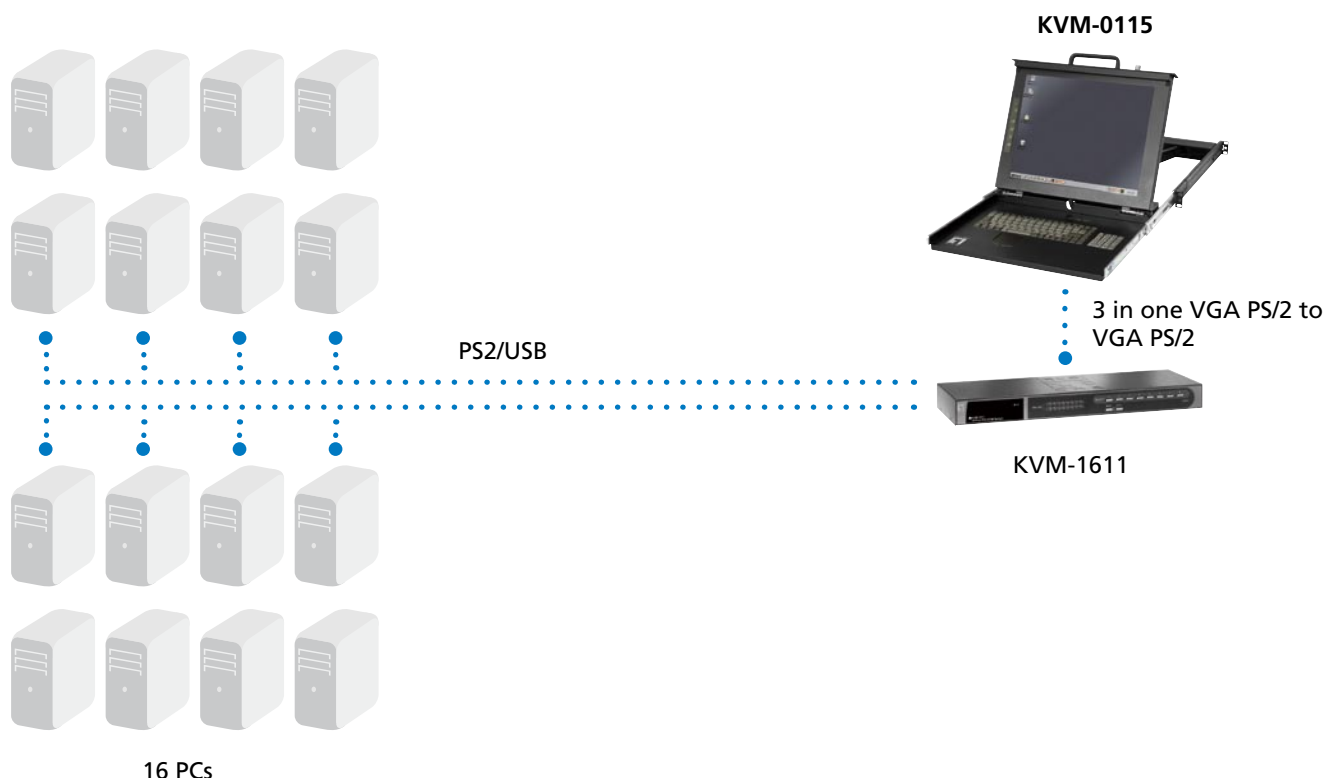 KVM-0115
3 in one VGA PS/2 to
VGA PS/2
PS2/USB
KVM-1611
16 PCs